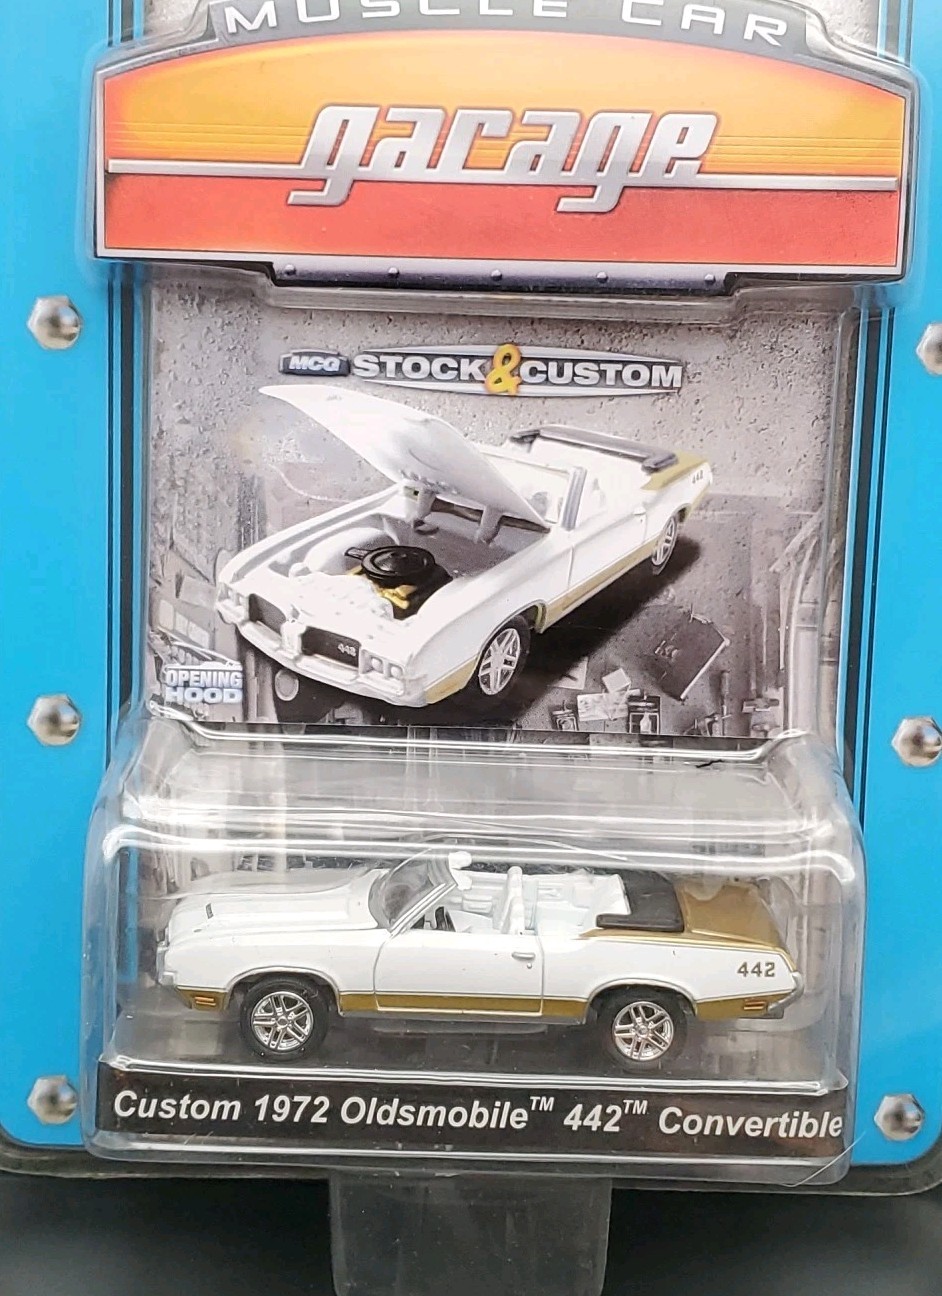 MUSCLE CAR
garage
MCG STOCK & CUSTOM
442
442
OPENING
HOOD
442
Custom 1972 Oldsmobile™ 442™ Convertible